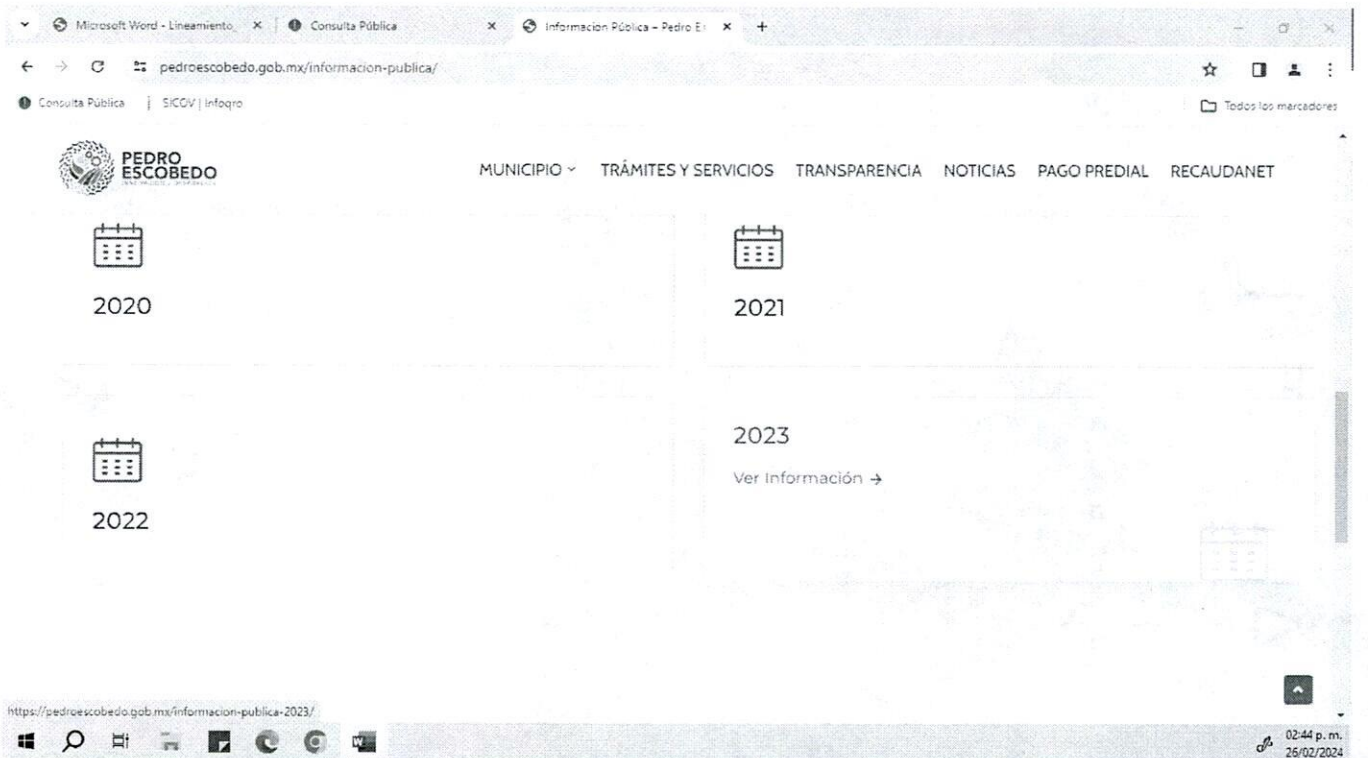 Microsoft Word - Lineamiento_
Consulta Pública
Información Pública – Pedro E
pedroescobedo.gob.mx/informacion-publica/
Consulta Pública
SICOV | Infoqro
Todos los marcadores
PEDRO
ESCOBEDO
MUNICIPIO
TRÁMITES Y SERVICIOS
TRANSPARENCIA
NOTICIAS
PAGO PREDIAL
RECAUDANET
2020
2021
2022
2023
Ver Información →
https://pedroescobedo.gob.mx/informacion-publica-2023/
02:44 p. m.
26/02/2024